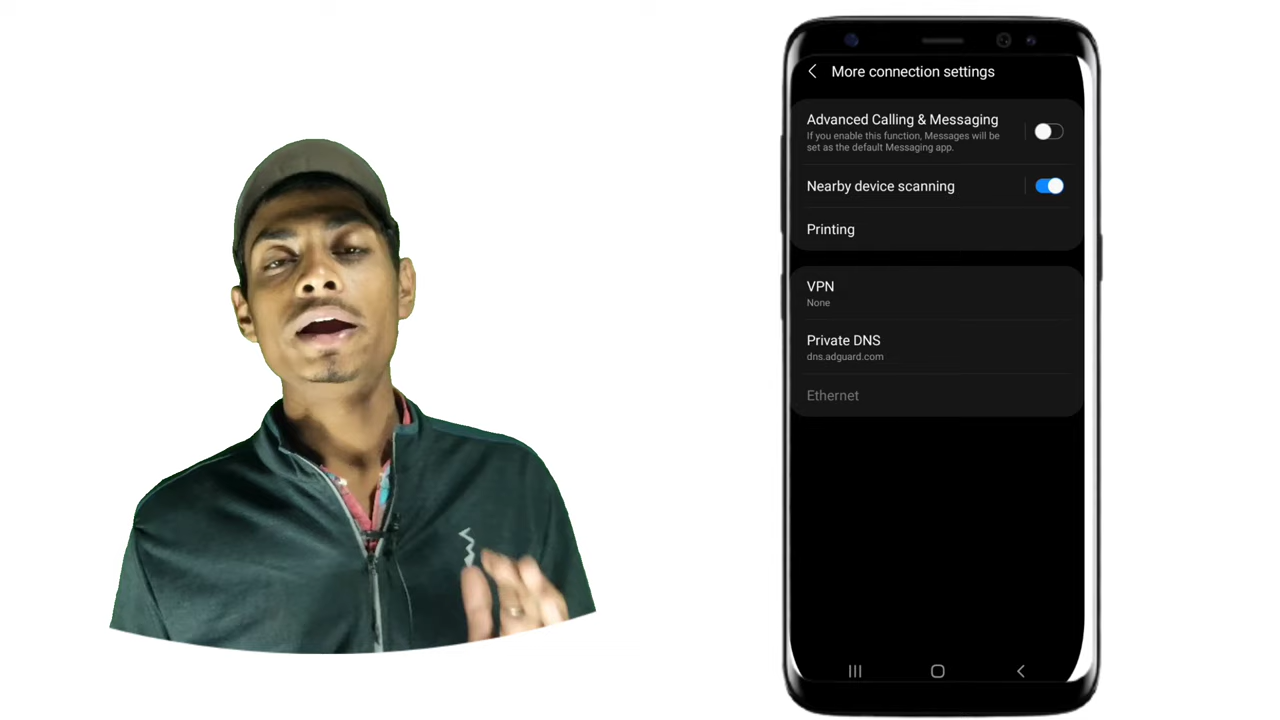 More connection settings
Advanced Calling & Messaging
If you enable this function, Messages will be
set as the default Messaging app.
Nearby device scanning
Printing
VPN
None
Private DNS
dns.adguard.com
Ethernet